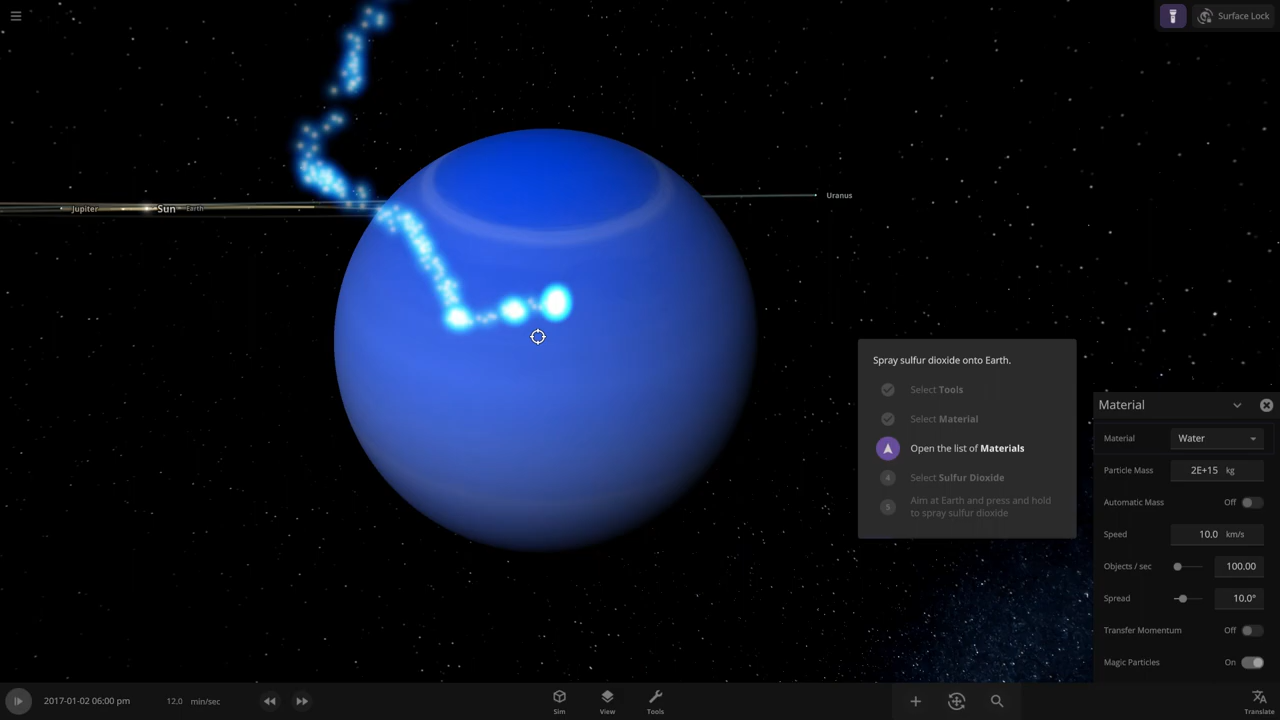 Surface Lock
Uranus
Jupiter
Sun
Earth
Spray sulfur dioxide onto Earth.
Select Tools
Select Material
Open the list of Materials
4 Select Sulfur Dioxide
5 Aim at Earth and press and hold
to spray sulfur dioxide
Material
Material Water
Particle Mass 2E+15 kg
Automatic Mass Off
Speed 10.0 km/s
Objects / sec 100.00
Spread 10.0°
Transfer Momentum Off
Magic Particles On
2017-01-02 06:00 pm
12.0 min/sec
Sim
View
Tools
Translate